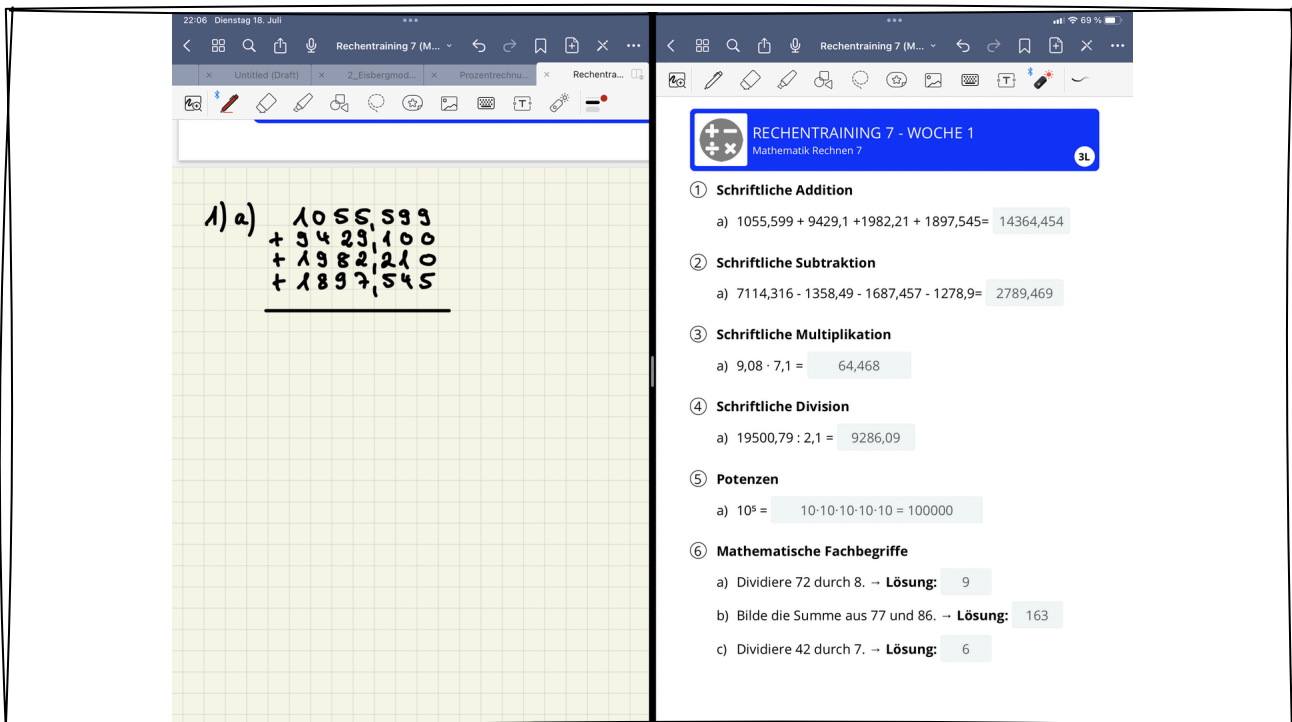 22:06 Dienstag 18. Juli
69 %
Rechentraining 7 (M...
Rechentraining 7 (M...
Untitled (Draft)
2_Eisbergmod...
Prozentrechnu...
Rechentra...
1) a) 1055,599
+ 9429,100
+ 1982,210
+ 1897,545
RECHENTRAINING 7 - WOCHE 1
Mathematik Rechnen 7
3L
1 Schriftliche Addition
a) 1055,599 + 9429,1 +1982,21 + 1897,545= 14364,454
2 Schriftliche Subtraktion
a) 7114,316 - 1358,49 - 1687,457 - 1278,9= 2789,469
3 Schriftliche Multiplikation
a) 9,08 · 7,1 = 64,468
4 Schriftliche Division
a) 19500,79 : 2,1 = 9286,09
5 Potenzen
a) 10⁵ = 10·10·10·10·10 = 100000
6 Mathematische Fachbegriffe
a) Dividiere 72 durch 8. → Lösung: 9
b) Bilde die Summe aus 77 und 86. → Lösung: 163
c) Dividiere 42 durch 7. → Lösung: 6